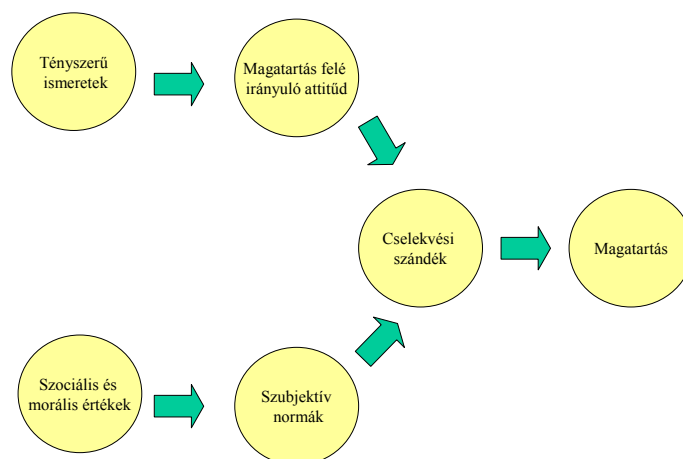 Tényszerű
ismeretek
Magatartás felé
irányuló attitűd
Cselekvési
szándék
Magatartás
Szociális és
morális értékek
Szubjektív
normák